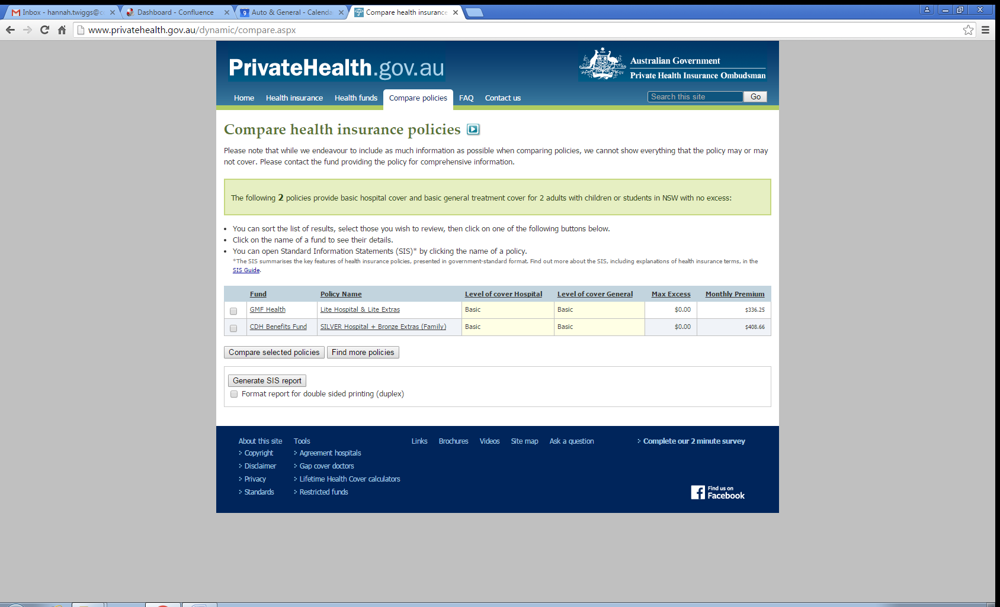 Inbox - hannah.twiggs@c
Dashboard - Confluence
Auto & General - Calenda
Compare health insurance
www.privatehealth.gov.au/dynamic/compare.aspx
PrivateHealth.gov.au
Australian Government
Private Health Insurance Ombudsman
Home Health insurance Health funds Compare policies FAQ Contact us
Search this site Go
Compare health insurance policies
Please note that while we endeavour to include as much information as possible when comparing policies, we cannot show everything that the policy may or may
not cover. Please contact the fund providing the policy for comprehensive information.
The following 2 policies provide basic hospital cover and basic general treatment cover for 2 adults with children or students in NSW with no excess:
• You can sort the list of results, select those you wish to review, then click on one of the following buttons below.
• Click on the name of a fund to see their details.
• You can open Standard Information Statements (SIS)* by clicking the name of a policy.
*The SIS summarises the key features of health insurance policies, presented in government-standard format. Find out more about the SIS, including explanations of health insurance terms, in the
SIS Guide.
Fund Policy Name Level of cover Hospital Level of cover General Max Excess Monthly Premium
GMF Health Lite Hospital & Lite Extras Basic Basic $0.00 $336.25
CDH Benefits Fund SILVER Hospital + Bronze Extras (Family) Basic Basic $0.00 $408.66
Compare selected policies Find more policies
Generate SIS report
Format report for double sided printing (duplex)
About this site Tools Links Brochures Videos Site map Ask a question Complete our 2 minute survey
Copyright Agreement hospitals
Disclaimer Gap cover doctors
Privacy Lifetime Health Cover calculators
Standards Restricted funds
Find us on
Facebook